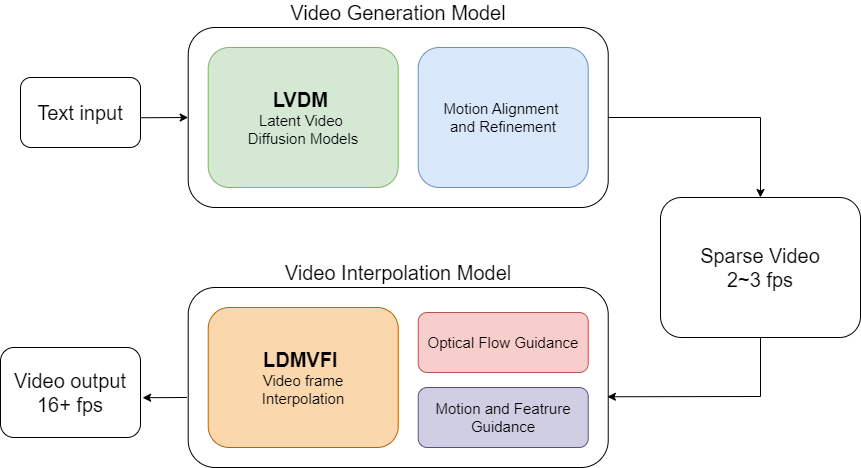 Video Generation Model
Text input
LVDM
Latent Video
Diffusion Models
Motion Alignment
and Refinement
Sparse Video
2~3 fps
Video Interpolation Model
LDMVFI
Video frame
Interpolation
Optical Flow Guidance
Motion and Featrure
Guidance
Video output
16+ fps